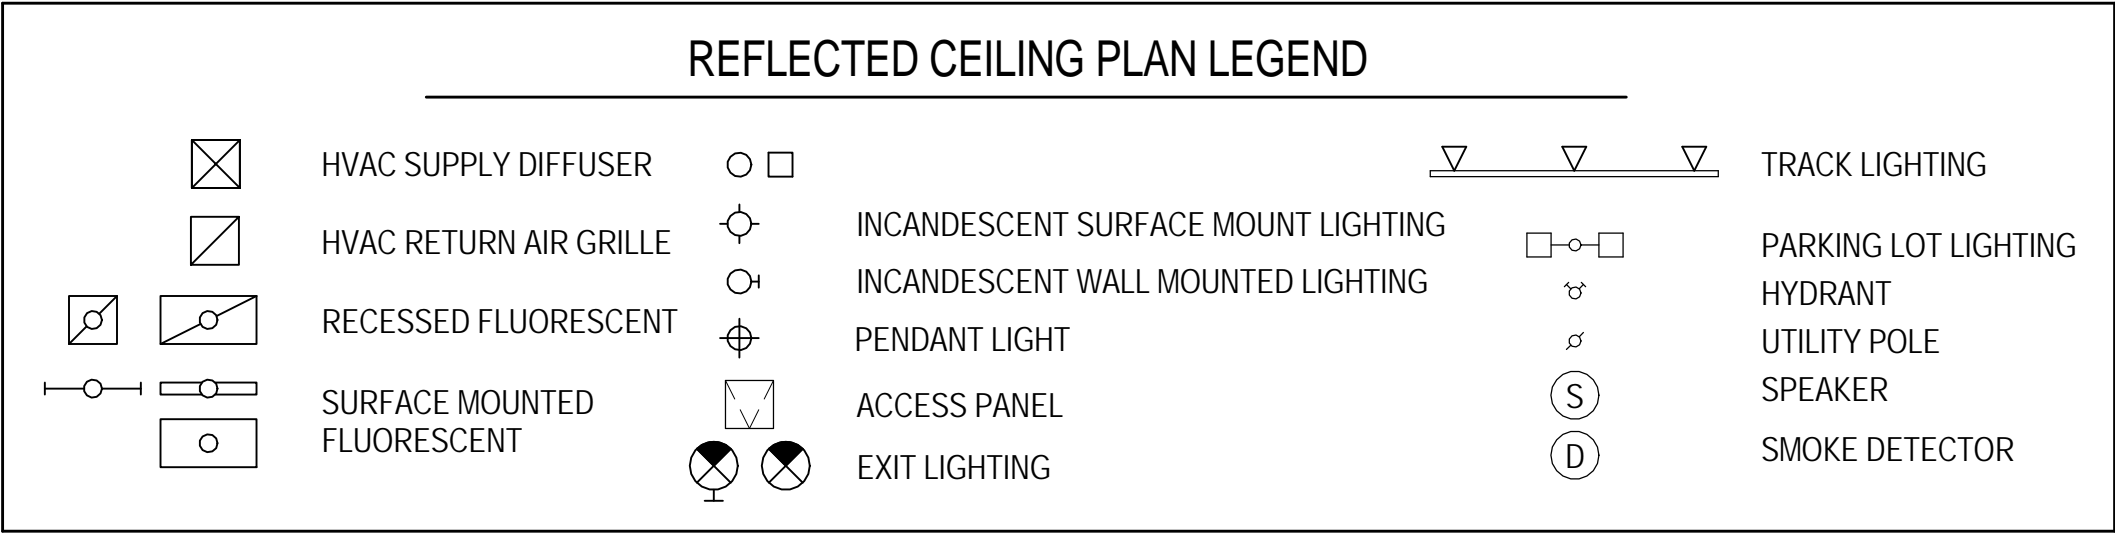 REFLECTED CEILING PLAN LEGEND
HVAC SUPPLY DIFFUSER
HVAC RETURN AIR GRILLE
RECESSED FLUORESCENT
SURFACE MOUNTED
FLUORESCENT
INCANDESCENT SURFACE MOUNT LIGHTING
INCANDESCENT WALL MOUNTED LIGHTING
PENDANT LIGHT
ACCESS PANEL
EXIT LIGHTING
TRACK LIGHTING
PARKING LOT LIGHTING
HYDRANT
UTILITY POLE
S SPEAKER
D SMOKE DETECTOR